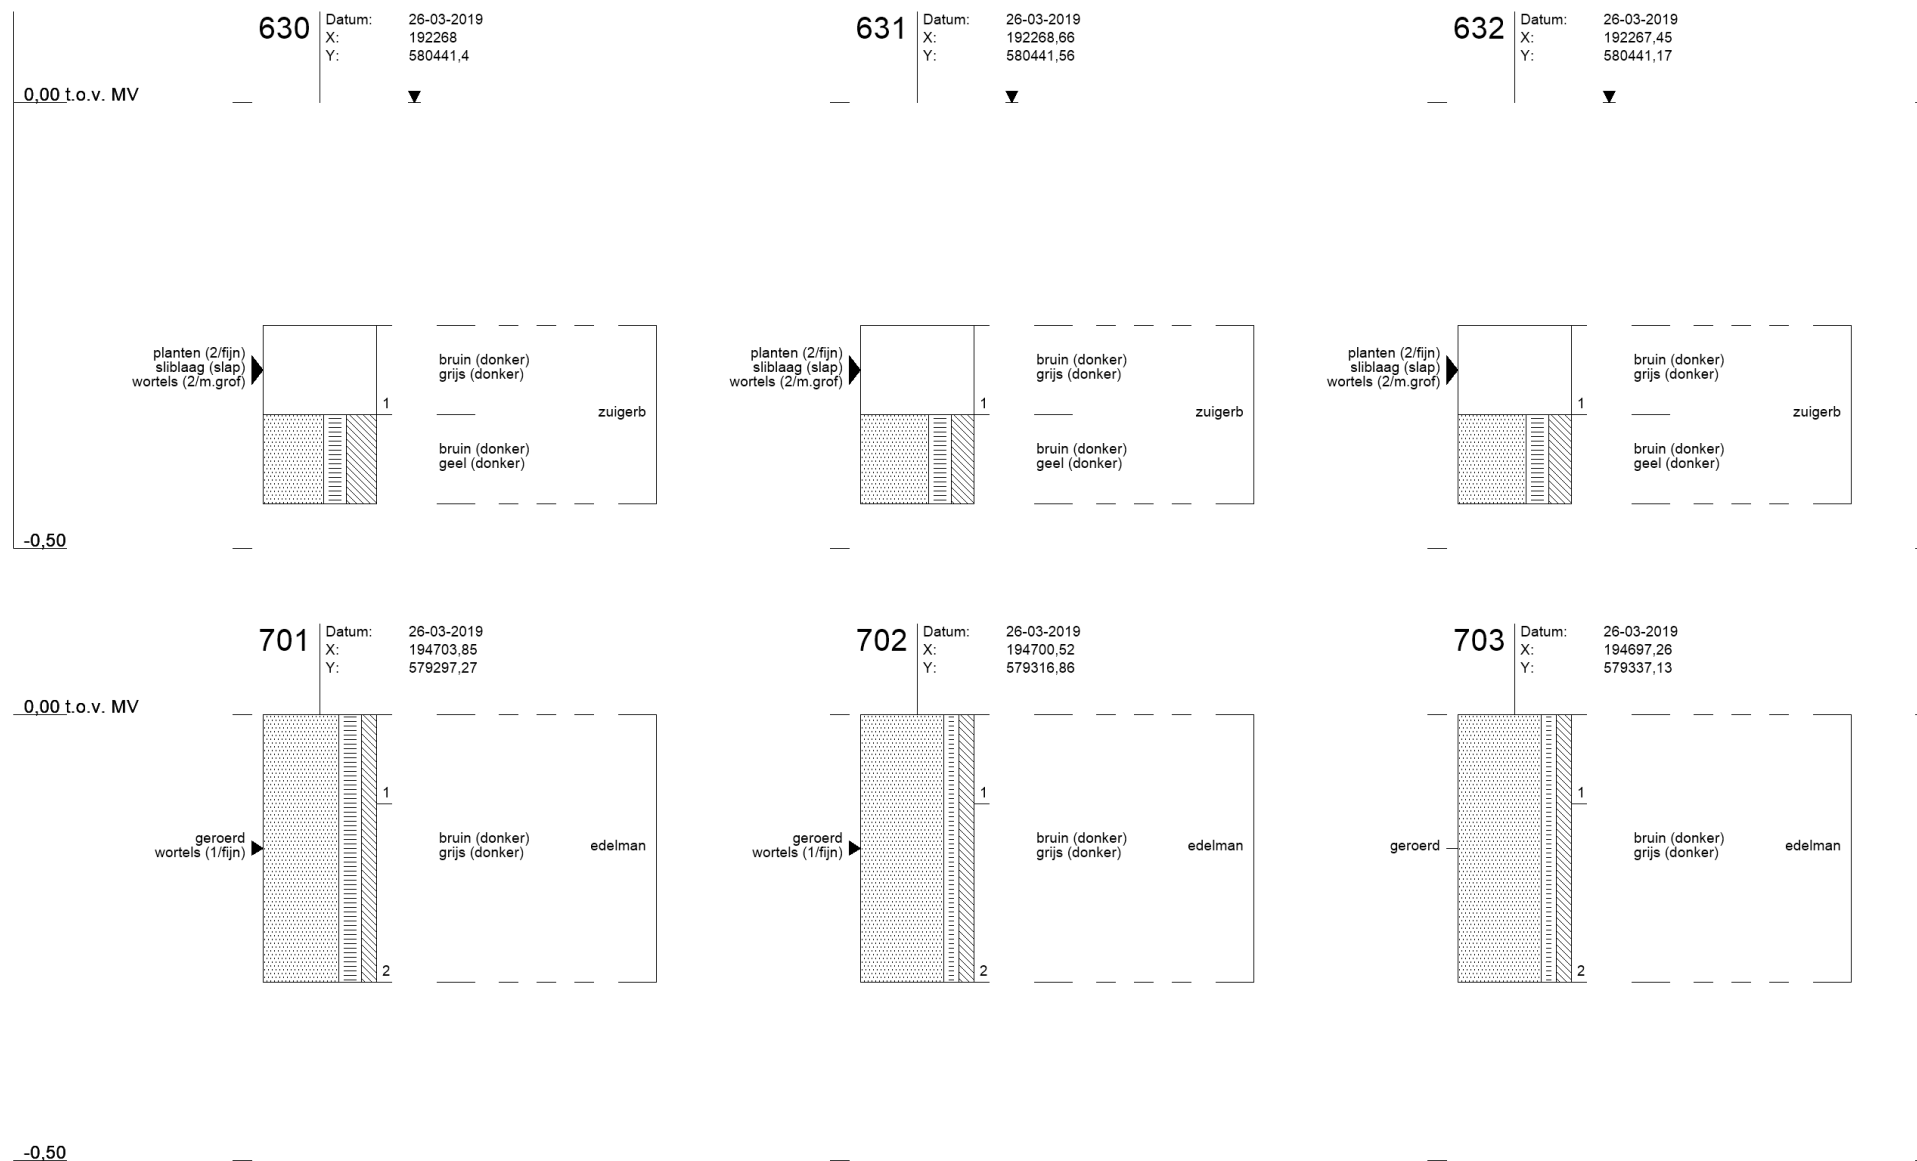 630
Datum: 26-03-2019
X: 192268
Y: 580441,4
631
Datum: 26-03-2019
X: 192268,66
Y: 580441,56
632
Datum: 26-03-2019
X: 192267,45
Y: 580441,17
0,00 t.o.v. MV
planten (2/fijn)
sliblaag (slap)
wortels (2/m.grof)
1
bruin (donker)
grijs (donker)
zuigerb
bruin (donker)
geel (donker)
planten (2/fijn)
sliblaag (slap)
wortels (2/m.grof)
1
bruin (donker)
grijs (donker)
zuigerb
bruin (donker)
geel (donker)
planten (2/fijn)
sliblaag (slap)
wortels (2/m.grof)
1
bruin (donker)
grijs (donker)
zuigerb
bruin (donker)
geel (donker)
-0,50
701
Datum: 26-03-2019
X: 194703,85
Y: 579297,27
702
Datum: 26-03-2019
X: 194700,52
Y: 579316,86
703
Datum: 26-03-2019
X: 194697,26
Y: 579337,13
0,00 t.o.v. MV
1
geroerd
wortels (1/fijn)
bruin (donker)
grijs (donker)
edelman
2
1
geroerd
wortels (1/fijn)
bruin (donker)
grijs (donker)
edelman
2
1
geroerd
bruin (donker)
grijs (donker)
edelman
2
-0,50